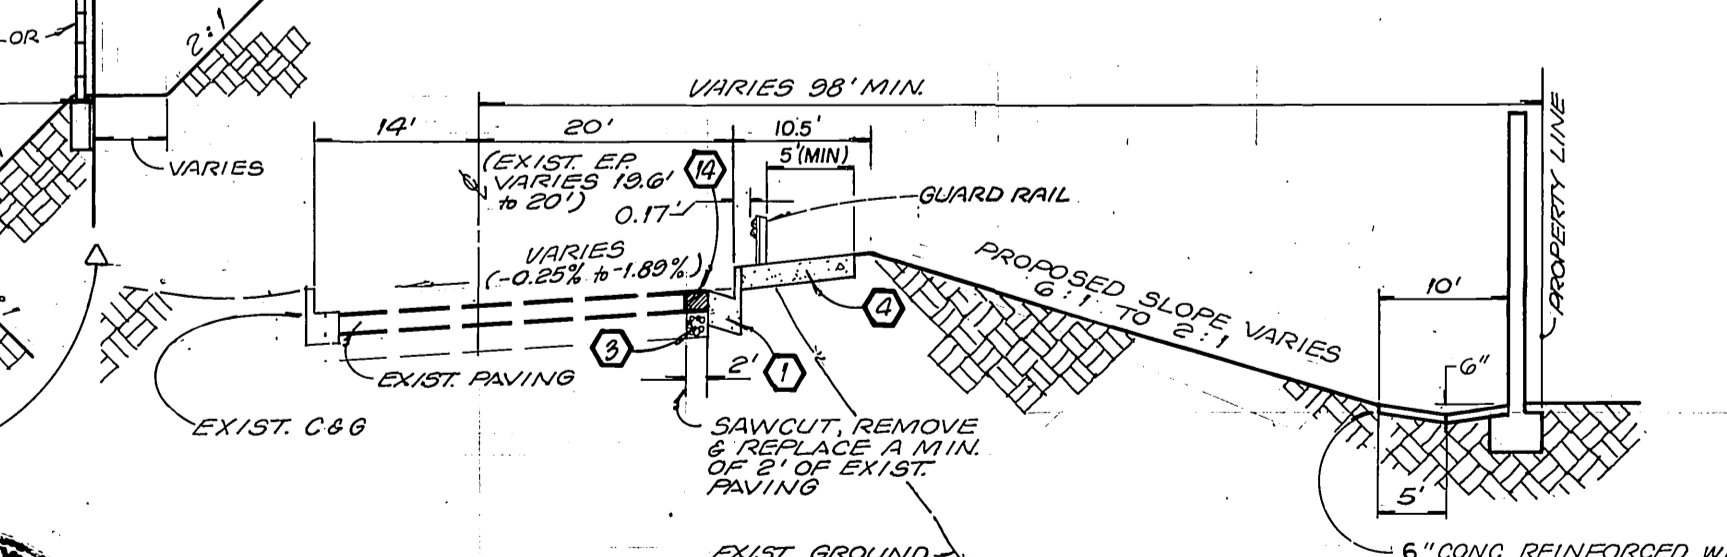 OR
2:1
VARIES
VARIES 98' MIN.
14'
20'
10.5'
5'(MIN)
(EXIST. E.P.
VARIES 19.6'
to 20')
14
0.17'
GUARD RAIL
VARIES
(-0.25% to -1.89%)
PROPOSED SLOPE VARIES
6:1 TO 2:1
10'
PROPERTY LINE
4
3
2'
1
6"
EXIST. PAVING
EXIST. C&G
SAWCUT, REMOVE
& REPLACE A MIN.
OF 2' OF EXIST.
PAVING
5'
EXIST. GROUND
6" CONC. REINFORCED